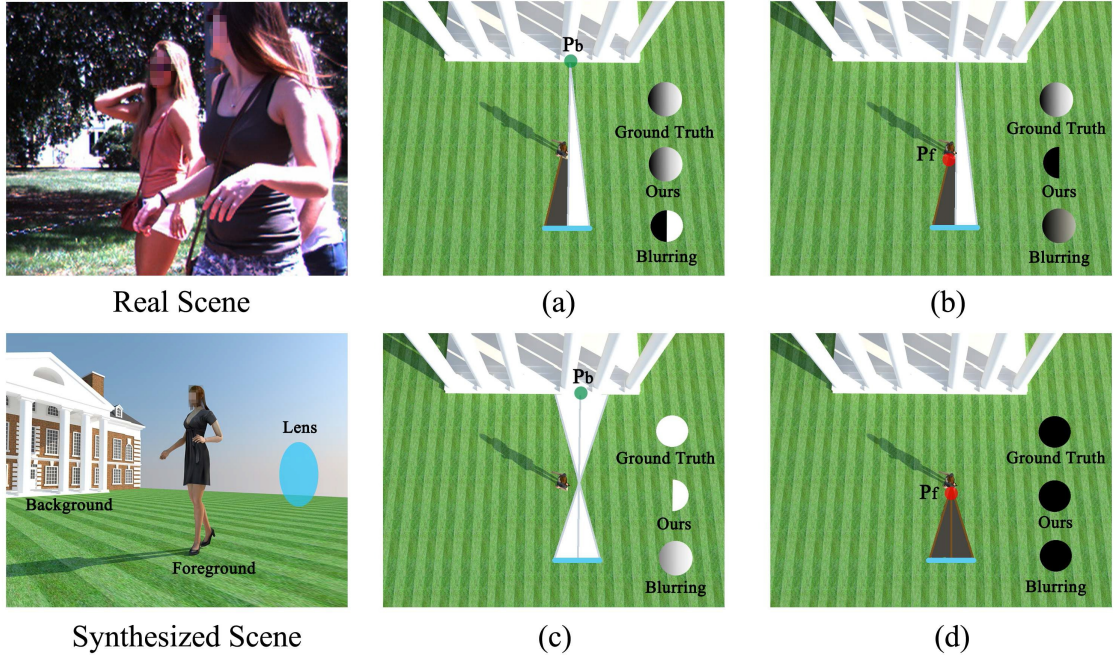 Real Scene
Pb
Ground Truth
Ours
Blurring
(a)
Pf
Ground Truth
Ours
Blurring
(b)
Lens
Background
Foreground
Synthesized Scene
Pb
Ground Truth
Ours
Blurring
(c)
Pf
Ground Truth
Ours
Blurring
(d)